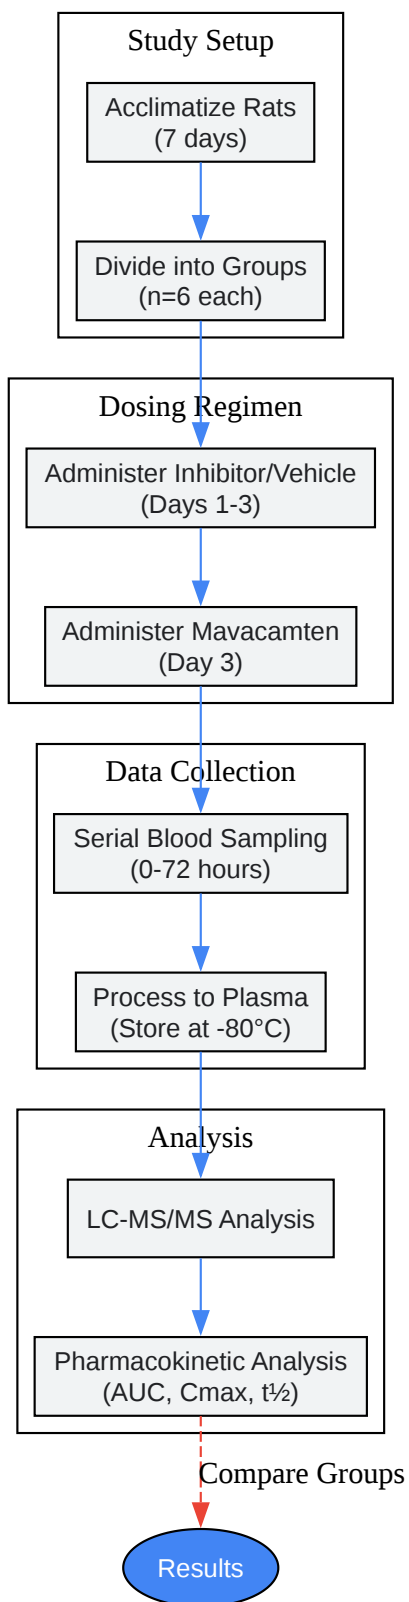 Study Setup
Acclimatize Rats
(7 days)
Divide into Groups
(n=6 each)
Dosing Regimen
Administer Inhibitor/Vehicle
(Days 1-3)
Administer Mavacamten
(Day 3)
Data Collection
Serial Blood Sampling
(0-72 hours)
Process to Plasma
(Store at -80°C)
Analysis
LC-MS/MS Analysis
Pharmacokinetic Analysis
(AUC, Cmax, t½)
Compare Groups
Results